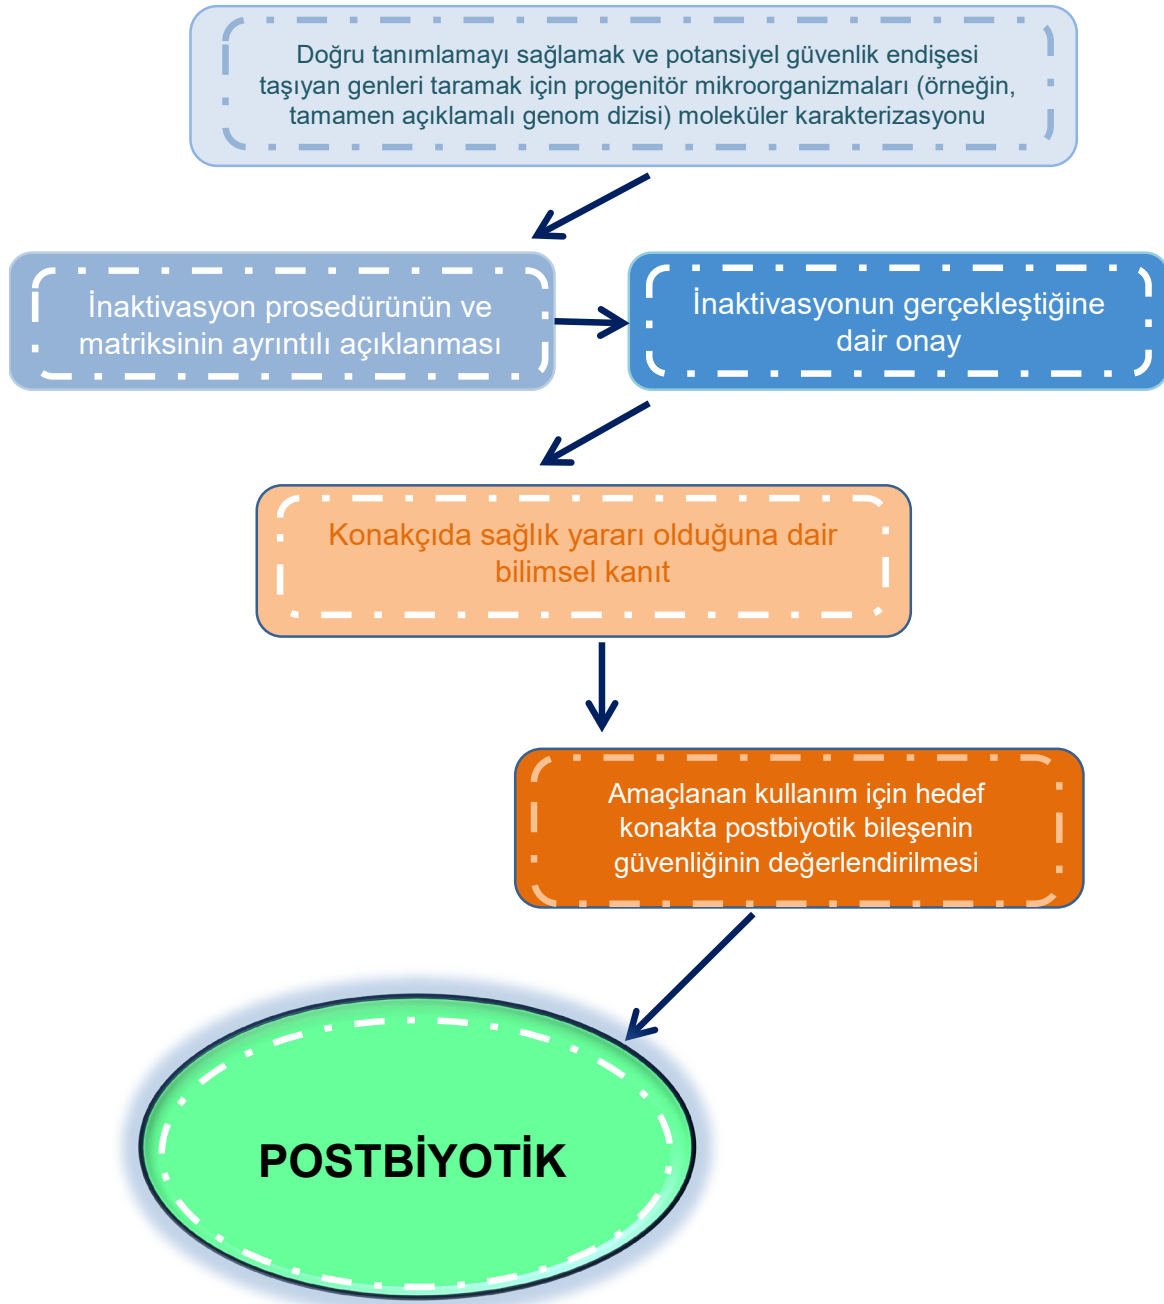 Doğru tanımlamayı sağlamak ve potansiyel güvenlik endişesi
taşıyan genleri taramak için progenitör mikroorganizmaları (örneğin,
tamamen açıklamalı genom dizisi) moleküler karakterizasyonu
İnaktivasyon prosedürünün ve
matriksinin ayrıntılı açıklanması
İnaktivasyonun gerçekleştiğine
dair onay
Konakçıda sağlık yararı olduğuna dair
bilimsel kanıt
Amaçlanan kullanım için hedef
konakta postbiyotik bileşenin
güvenliğinin değerlendirilmesi
POSTBİYOTİK